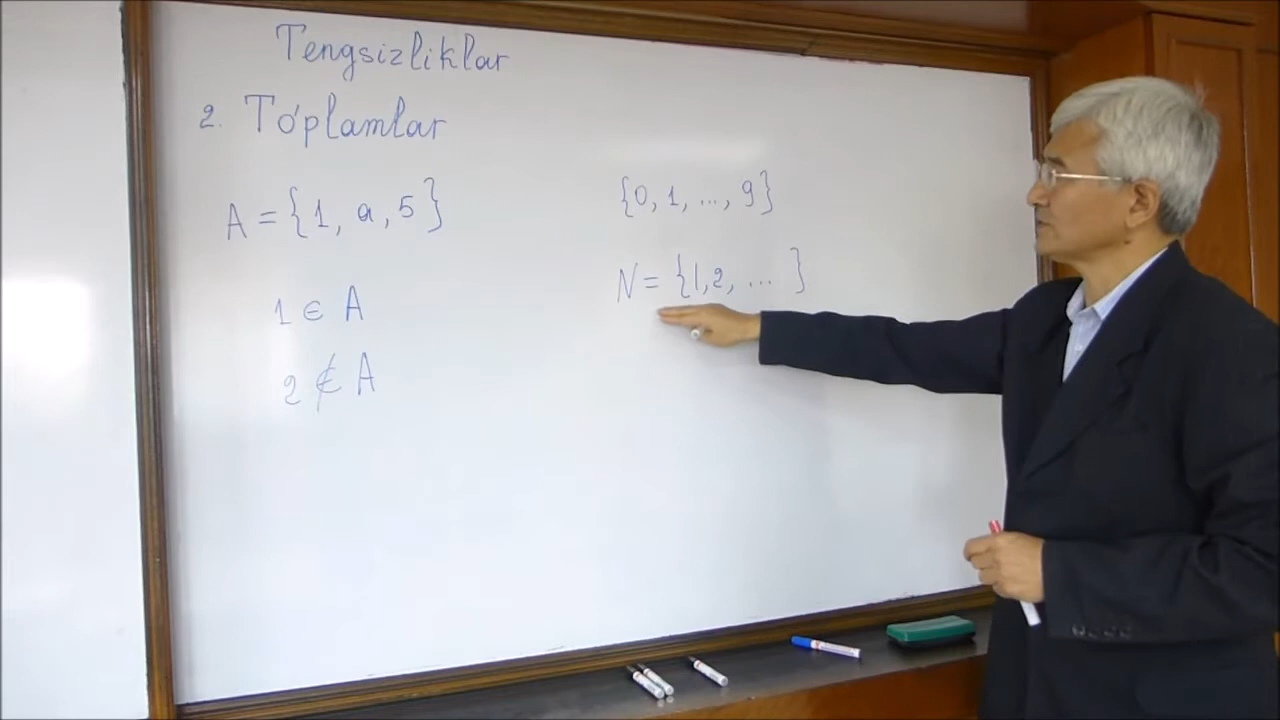 Tengsizliklar
2. To'plamlar
A = {1, a, 5}
1 ∈ A
2 ∉ A
{0, 1, ..., 9}
N = {1, 2, ... }